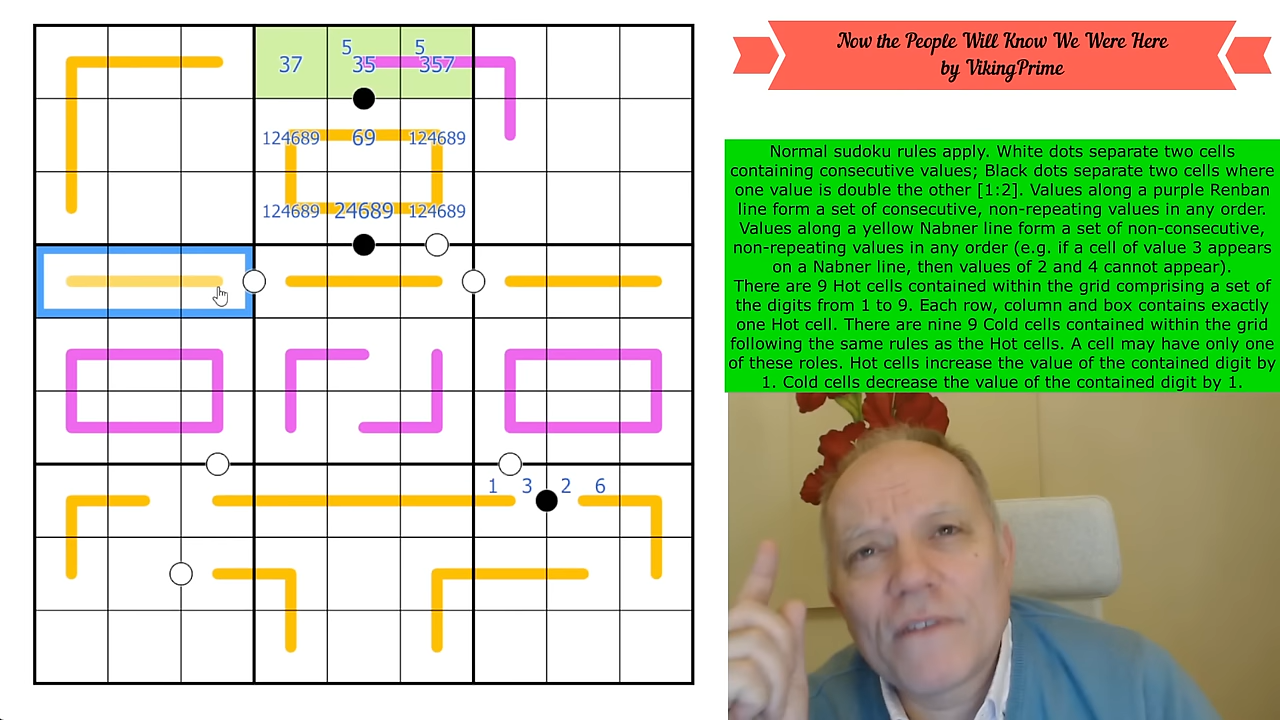 Now the People Will Know We Were Here
by VikingPrime
5 5
37 35 357
124689 69 124689
124689 24689 124689
Normal sudoku rules apply. White dots separate two cells
containing consecutive values; Black dots separate two cells where
one value is double the other [1:2]. Values along a purple Renban
line form a set of consecutive, non-repeating values in any order.
Values along a yellow Nabner line form a set of non-consecutive,
non-repeating values in any order (e.g. if a cell of value 3 appears
on a Nabner line, then values of 2 and 4 cannot appear).
There are 9 Hot cells contained within the grid comprising a set of
the digits from 1 to 9. Each row, column and box contains exactly
one Hot cell. There are nine 9 Cold cells contained within the grid
following the same rules as the Hot cells. A cell may have only one
of these roles. Hot cells increase the value of the contained digit by
1. Cold cells decrease the value of the contained digit by 1.
1 3 2 6